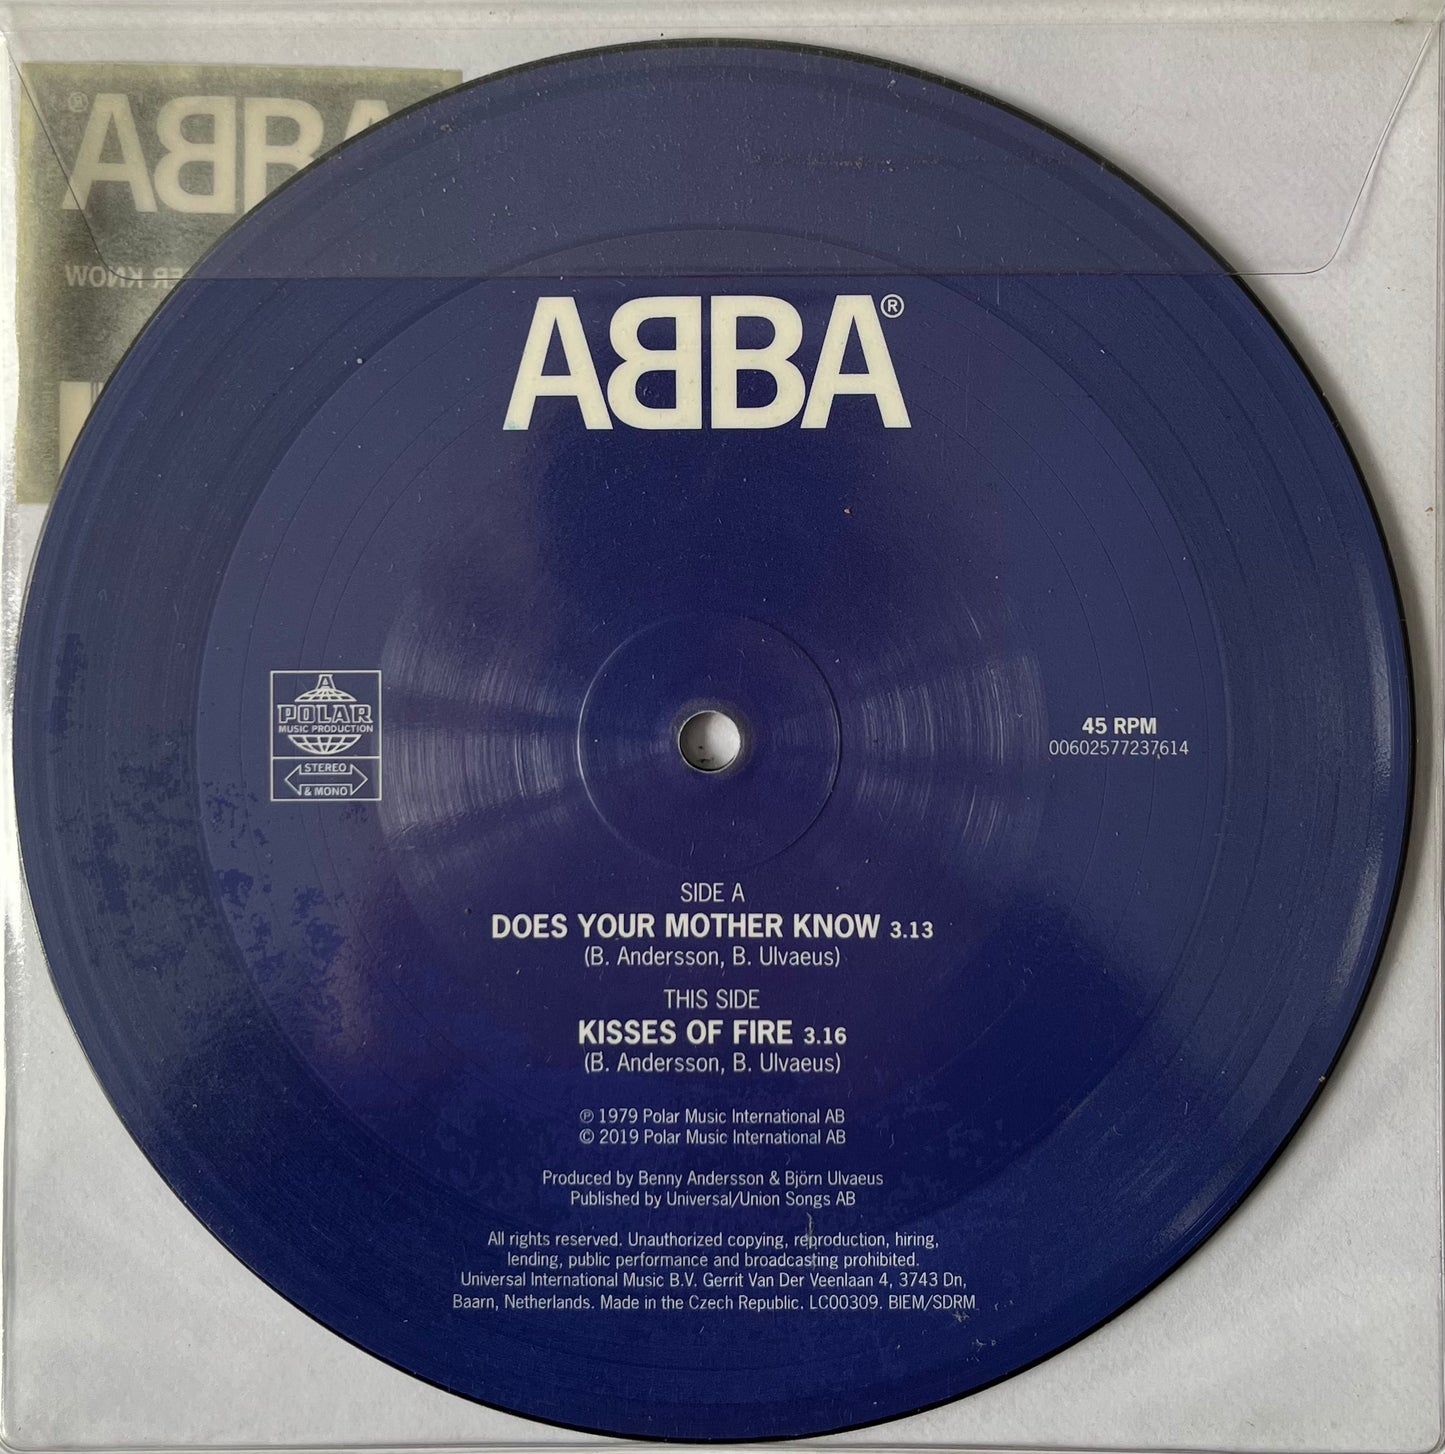 AᗺBA®
ER KNOW
AᗺBA®
A
POLAR
MUSIC PRODUCTION
STEREO
& MONO
45 RPM
00602577237614
SIDE A
DOES YOUR MOTHER KNOW 3.13
(B. Andersson, B. Ulvaeus)
THIS SIDE
KISSES OF FIRE 3.16
(B. Andersson, B. Ulvaeus)
℗ 1979 Polar Music International AB
© 2019 Polar Music International AB
Produced by Benny Andersson & Björn Ulvaeus
Published by Universal/Union Songs AB
All rights reserved. Unauthorized copying, reproduction, hiring,
lending, public performance and broadcasting prohibited.
Universal International Music B.V. Gerrit Van Der Veenlaan 4, 3743 Dn,
Baarn, Netherlands. Made in the Czech Republic. LC00309. BIEM/SDRM